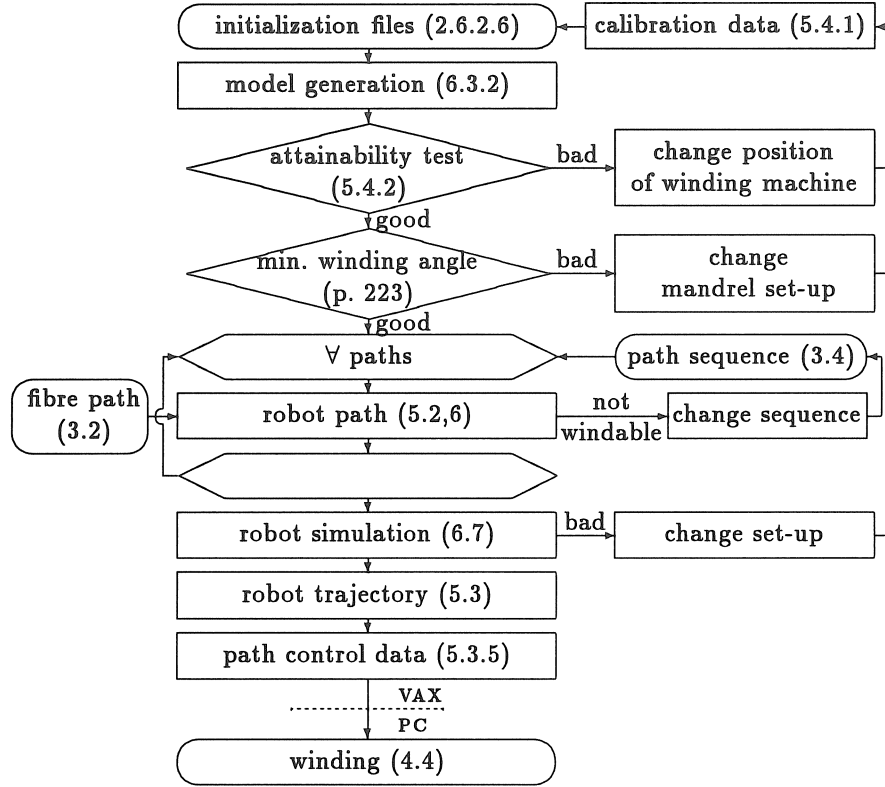 initialization files (2.6.2.6)
calibration data (5.4.1)
model generation (6.3.2)
attainability test
(5.4.2)
bad
change position
of winding machine
good
min. winding angle
(p. 223)
bad
change
mandrel set-up
good
∀ paths
path sequence (3.4)
fibre path
(3.2)
robot path (5.2,6)
not
windable
change sequence
robot simulation (6.7)
bad
change set-up
robot trajectory (5.3)
path control data (5.3.5)
VAX
PC
winding (4.4)